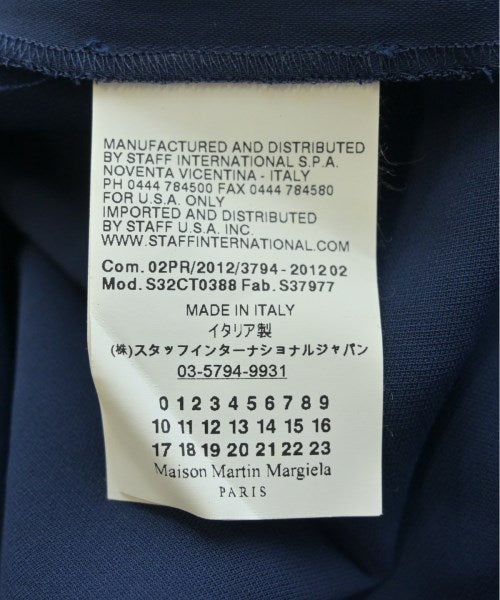 MANUFACTURED AND DISTRIBUTED
BY STAFF INTERNATIONAL S.P.A.
NOVENTA VICENTINA - ITALY
PH 0444 784500 FAX 0444 784580
FOR U.S.A. ONLY
IMPORTED AND DISTRIBUTED
BY STAFF U.S.A. INC.
WWW.STAFFINTERNATIONAL.COM
Com. 02PR/2012/3794 - 2012 02
Mod. S32CT0388 Fab. S37977
MADE IN ITALY
イタリア製
(株)スタッフインターナショナルジャパン
03-5794-9931
0 1 2 3 4 5 6 7 8 9
10 11 12 13 14 15 16
17 18 19 20 21 22 23
Maison Martin Margiela
PARIS